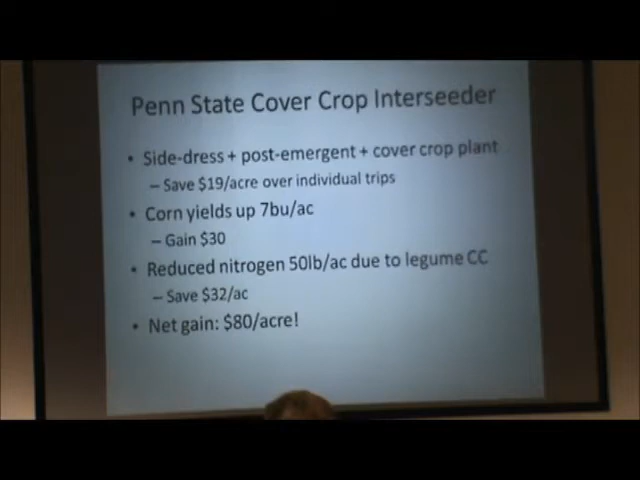 Penn State Cover Crop Interseeder
• Side-dress + post-emergent + cover crop plant
– Save $19/acre over individual trips
• Corn yields up 7bu/ac
– Gain $30
• Reduced nitrogen 50lb/ac due to legume CC
– Save $32/ac
• Net gain: $80/acre!